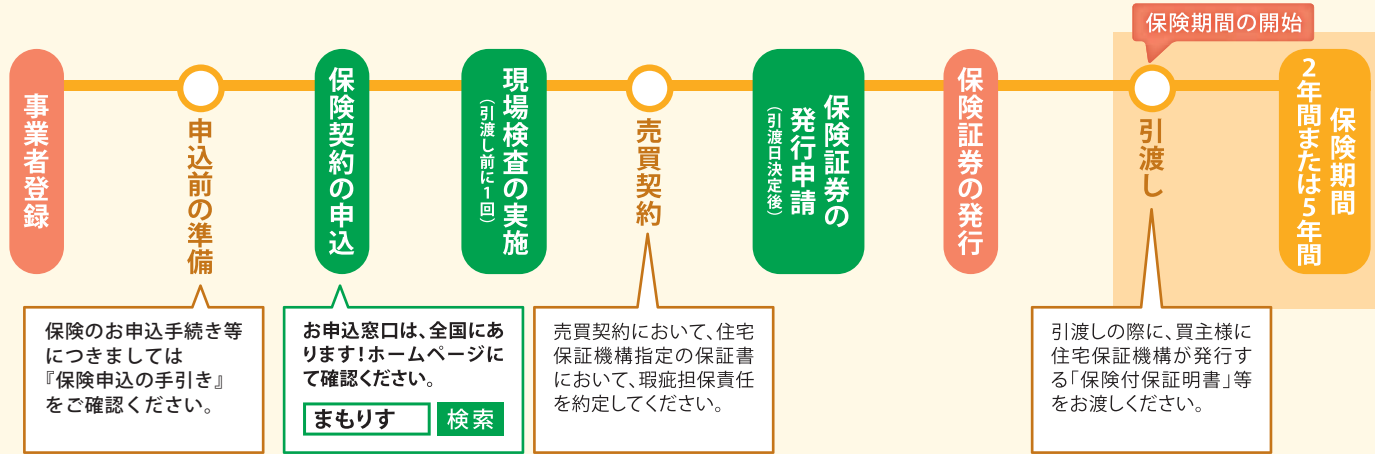 保険期間の開始
事業者登録
申込前の準備
保険契約の申込
現場検査の実施
（引渡し前に1回）
売買契約
保険証券の
発行申請
（引渡日決定後）
保険証券の発行
引渡し
保険期間
2年間または5年間
保険のお申込手続き等
につきましては
『保険申込の手引き』
をご確認ください。
お申込窓口は、全国にあ
ります！ホームページに
て確認ください。
まもりす 検索
売買契約において、住宅
保証機構指定の保証書
において、瑕疵担保責任
を約定してください。
引渡しの際に、買主様に
住宅保証機構が発行す
る「保険付保証明書」等
をお渡しください。